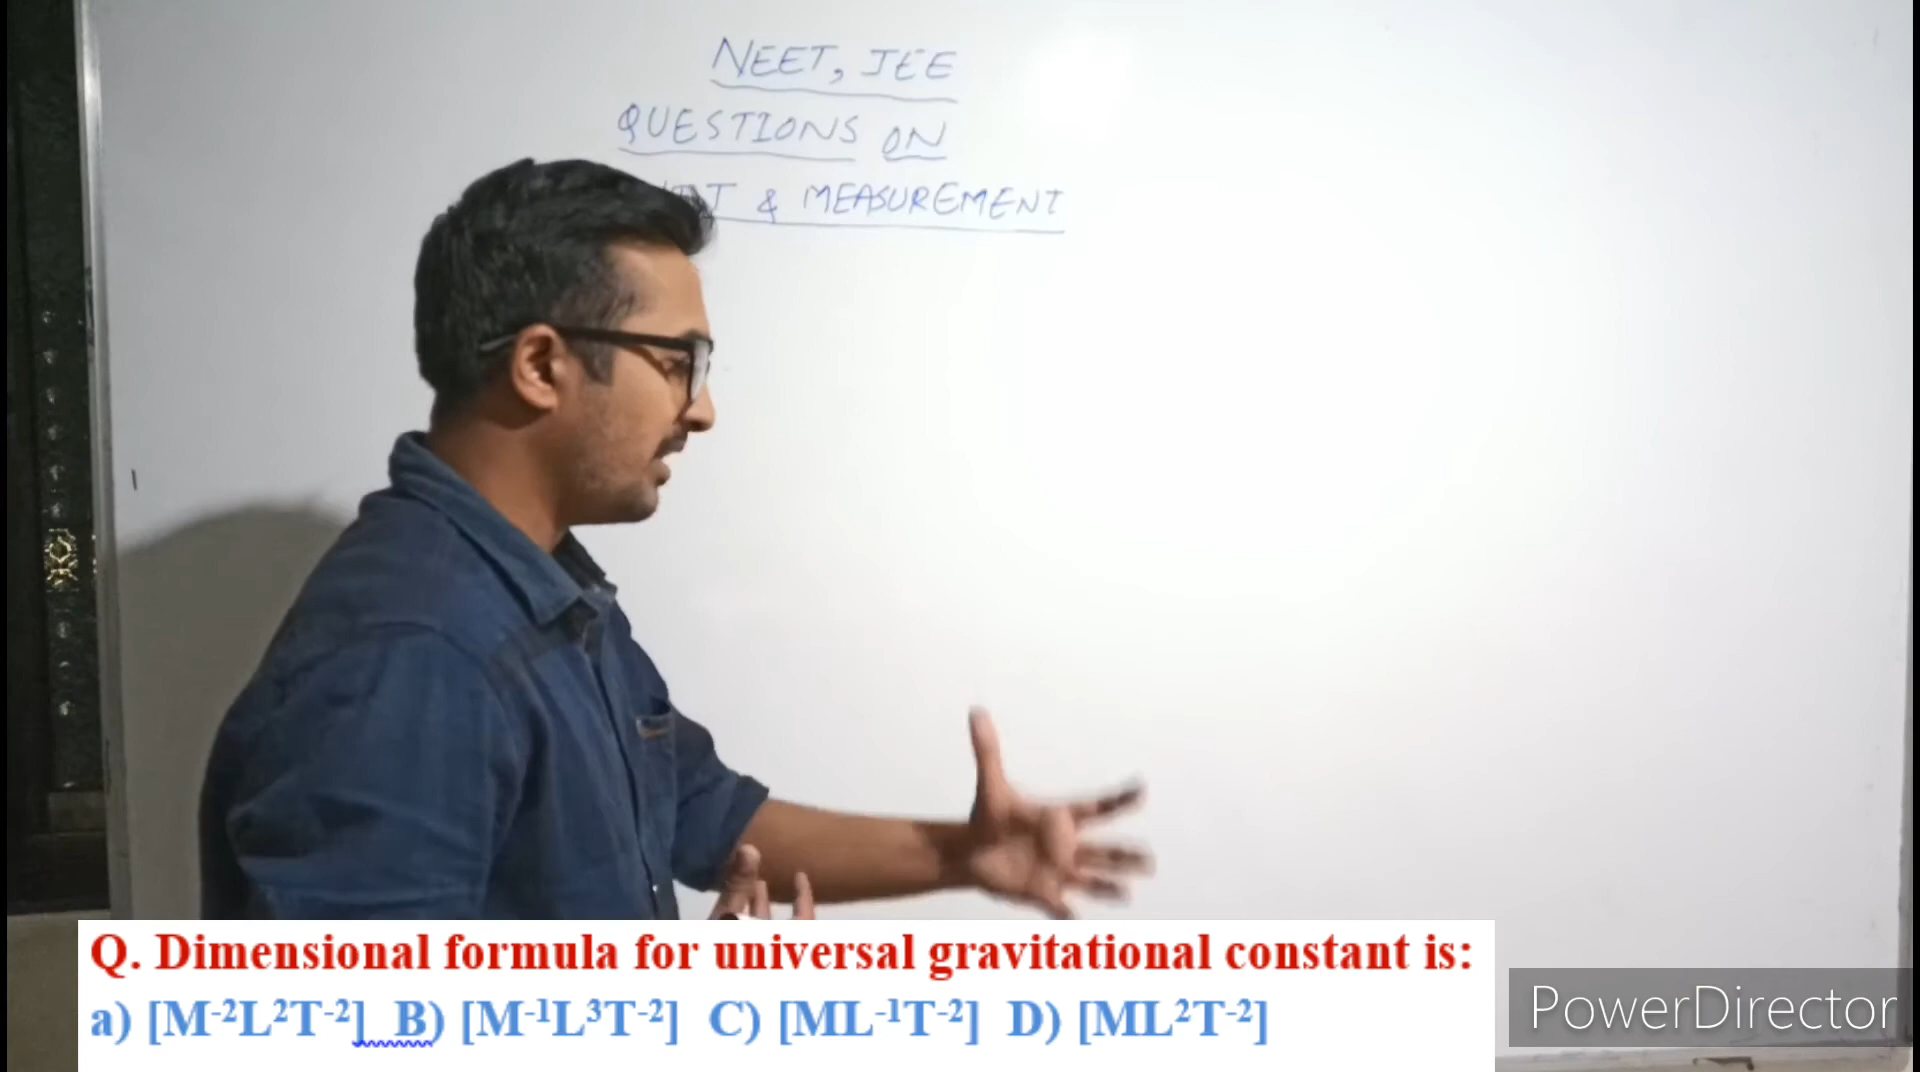 NEET, JEE
QUESTIONS ON
& MEASUREMENT
Q. Dimensional formula for universal gravitational constant is:
a) [M⁻²L²T⁻²] B) [M⁻¹L³T⁻²] C) [ML⁻¹T⁻²] D) [ML²T⁻²]
PowerDirector